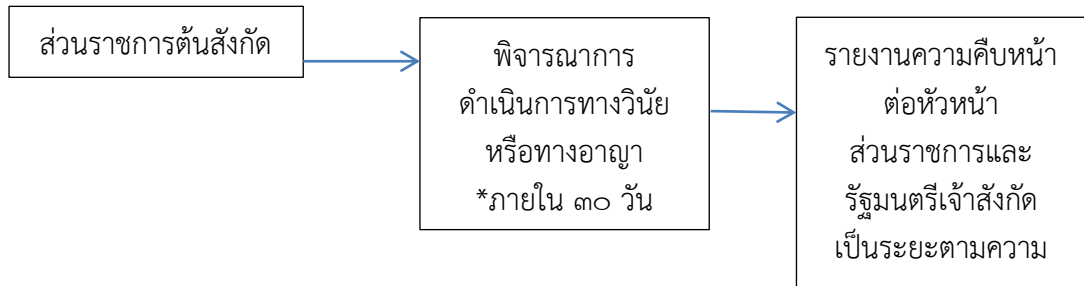 ส่วนราชการต้นสังกัด
พิจารณาการ
ดำเนินการทางวินัย
หรือทางอาญา
*ภายใน ๓๐ วัน
รายงานความคืบหน้า
ต่อหัวหน้า
ส่วนราชการและ
รัฐมนตรีเจ้าสังกัด
เป็นระยะตามความ